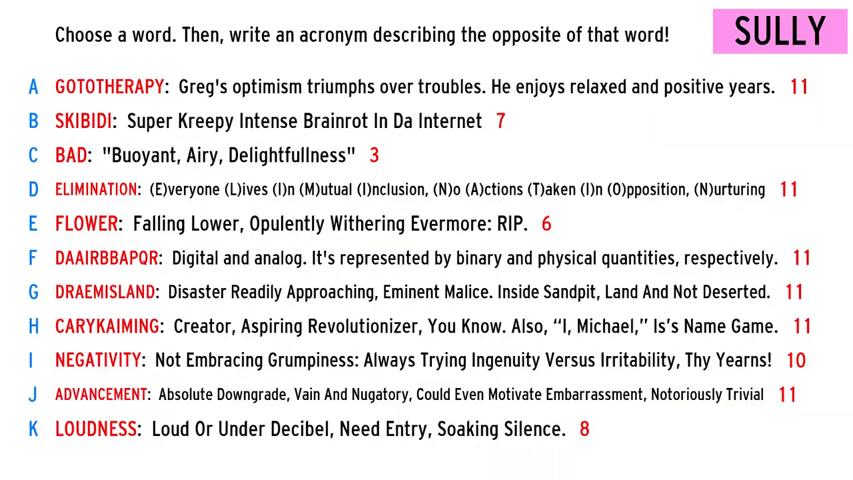 Choose a word. Then, write an acronym describing the opposite of that word!
SULLY
A GOTOTHERAPY: Greg's optimism triumphs over troubles. He enjoys relaxed and positive years. 11
B SKIBIDI: Super Kreepy Intense Brainrot In Da Internet 7
C BAD: "Buoyant, Airy, Delightfullness" 3
D ELIMINATION: (E)veryone (L)ives (I)n (M)utual (I)nclusion, (N)o (A)ctions (T)aken (I)n (O)pposition, (N)urturing 11
E FLOWER: Falling Lower, Opulently Withering Evermore: RIP. 6
F DAAIRBBAPQR: Digital and analog. It's represented by binary and physical quantities, respectively. 11
G DRAEMISLAND: Disaster Readily Approaching, Eminent Malice. Inside Sandpit, Land And Not Deserted. 11
H CARYKAIMING: Creator, Aspiring Revolutionizer, You Know. Also, “I, Michael,” Is’s Name Game. 11
I NEGATIVITY: Not Embracing Grumpiness: Always Trying Ingenuity Versus Irritability, Thy Yearns! 10
J ADVANCEMENT: Absolute Downgrade, Vain And Nugatory, Could Even Motivate Embarrassment, Notoriously Trivial 11
K LOUDNESS: Loud Or Under Decibel, Need Entry, Soaking Silence. 8